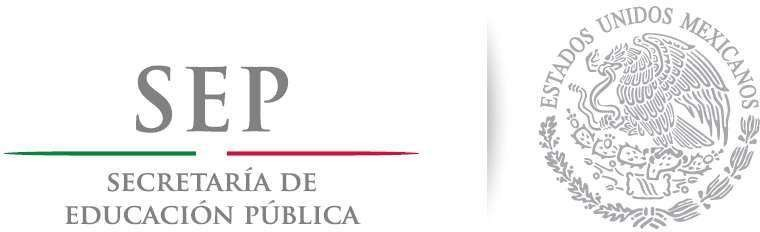 SEP
SECRETARÍA DE
EDUCACIÓN PÚBLICA
ESTADOS UNIDOS MEXICANOS